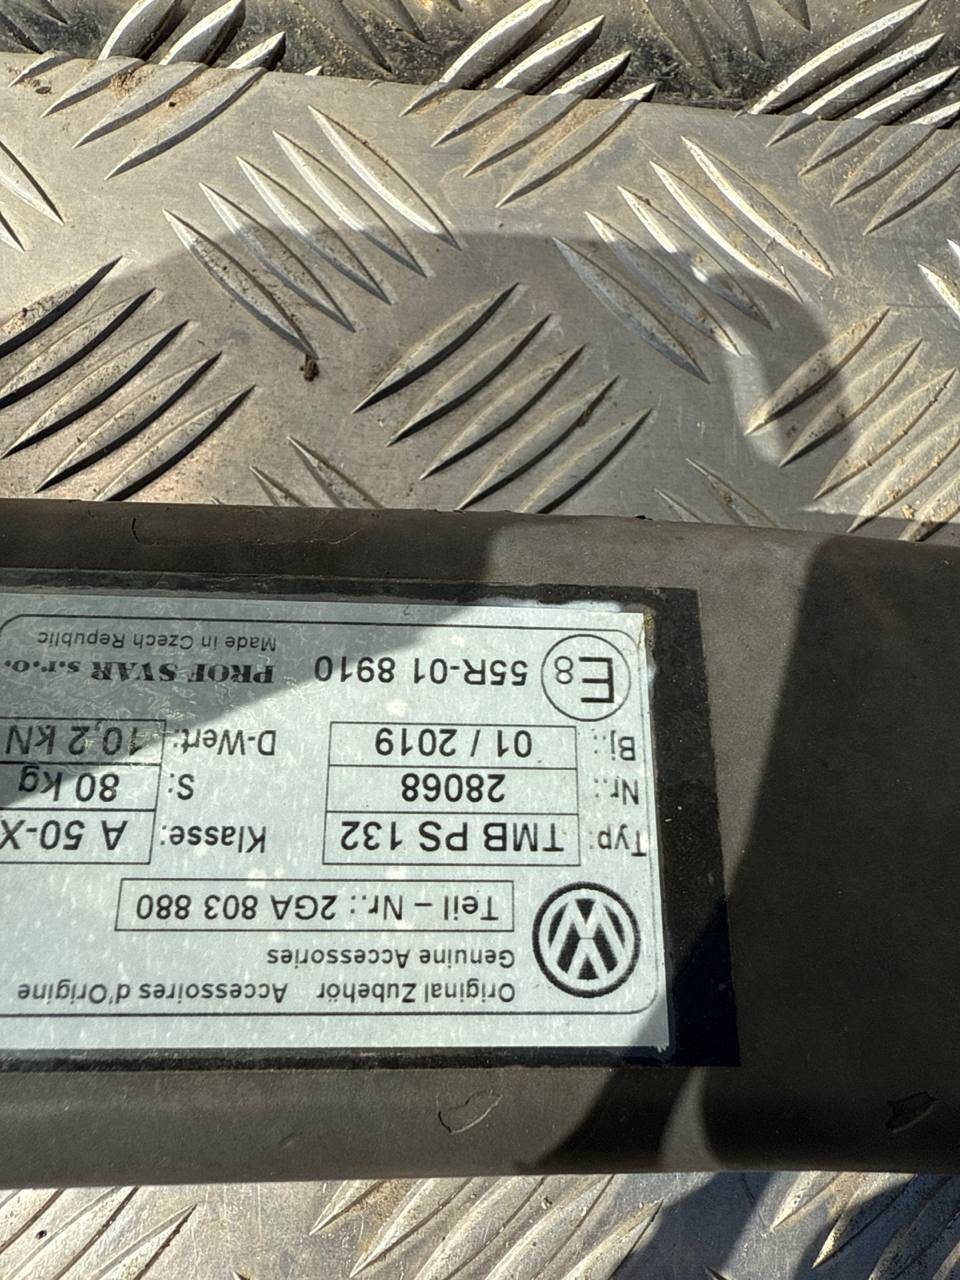 Original Zubehör Accessoires d'Origine
Genuine Accessories
Teil – Nr.: 2GA 803 880
Typ: TMB PS 132 Klasse: A 50-X
Nr.: 28068 S: 80 kg
Bj.: 01 / 2019 D-Wert: 10,2 kN
E8 55R-01 8910 PROF SVAR s.r.o.
Made in Czech Republic